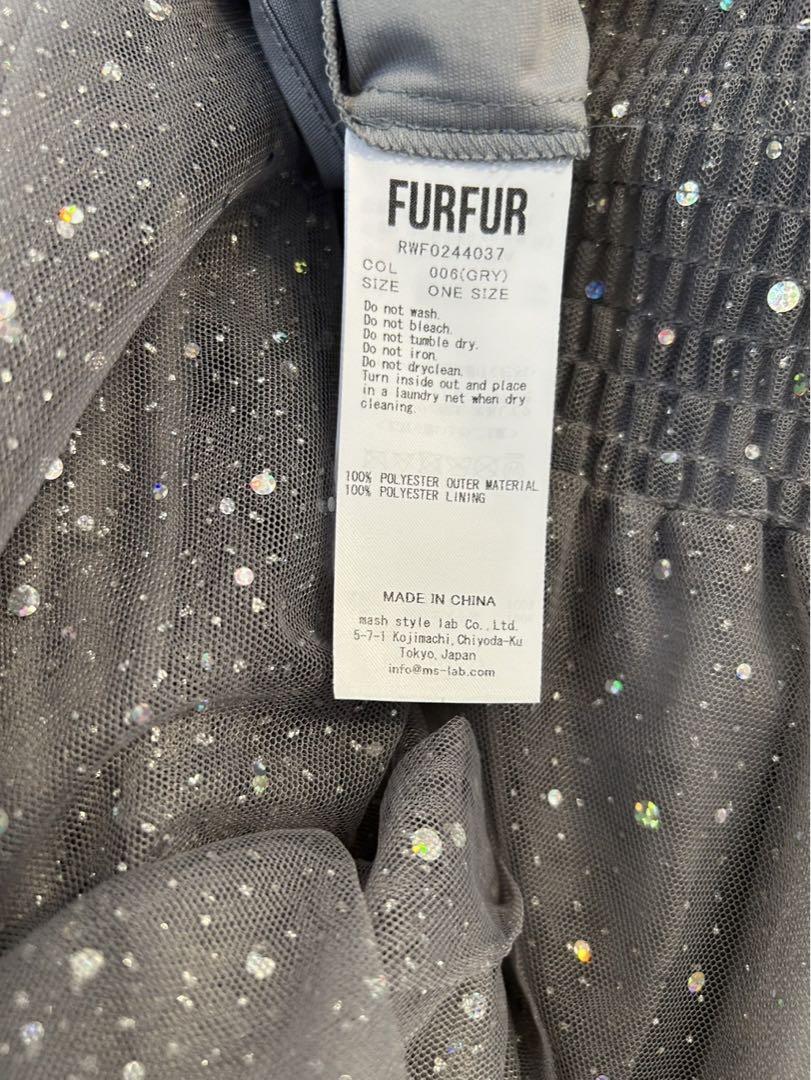 FURFUR
RWF0244037
COL 006(GRY)
SIZE ONE SIZE
Do not wash.
Do not bleach.
Do not tumble dry.
Do not iron.
Do not dryclean.
Turn inside out and place
in a laundry net when dry
cleaning.
100% POLYESTER OUTER MATERIAL
100% POLYESTER LINING
MADE IN CHINA
mash style lab Co., Ltd.
5-7-1 Kojimachi, Chiyoda-Ku
Tokyo, Japan
info@ms-lab.com